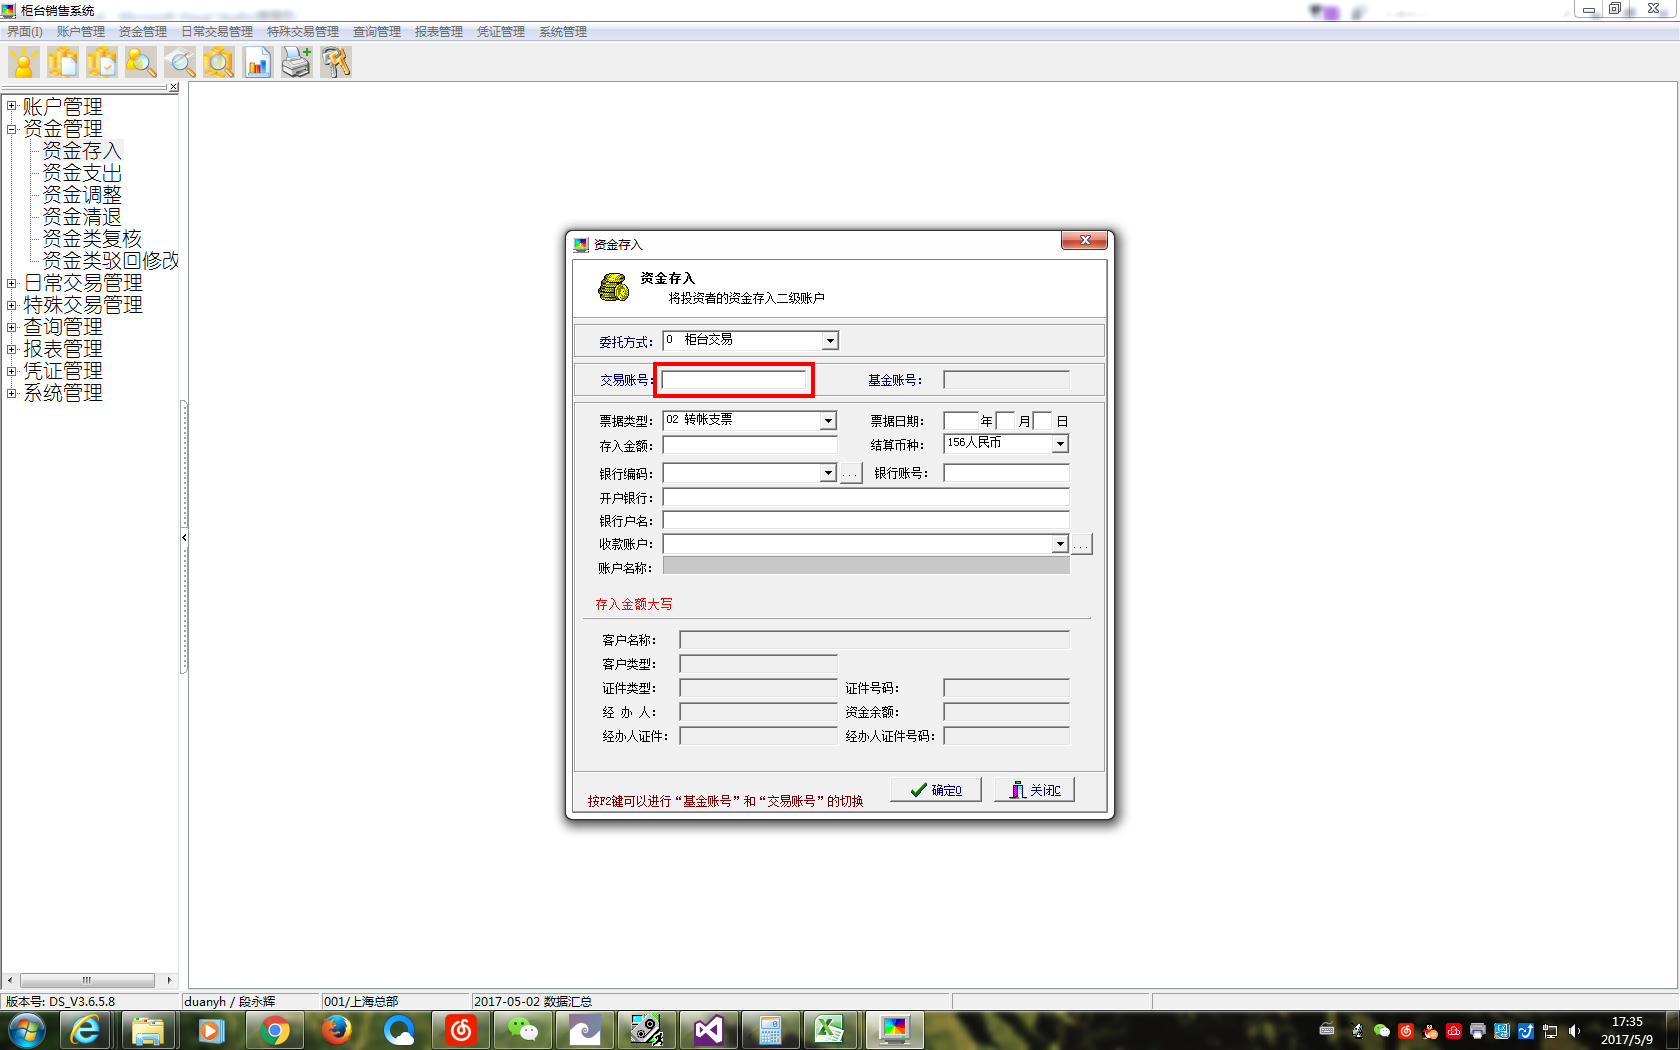 柜台销售系统
界面(I) 账户管理 资金管理 日常交易管理 特殊交易管理 查询管理 报表管理 凭证管理 系统管理
账户管理
资金管理
资金存入
资金支出
资金调整
资金清退
资金类复核
资金类驳回修改
日常交易管理
特殊交易管理
查询管理
报表管理
凭证管理
系统管理
资金存入
资金存入
将投资者的资金存入二级账户
委托方式: 0 柜台交易
交易账号: 基金账号:
票据类型: 02 转帐支票 票据日期: 年 月 日
存入金额: 结算币种: 156人民币
银行编码: ... 银行账号:
开户银行:
银行户名:
收款账户: ...
账户名称:
存入金额大写
客户名称:
客户类型:
证件类型: 证件号码:
经 办 人: 资金余额:
经办人证件: 经办人证件号码:
按F2键可以进行“基金账号”和“交易账号”的切换 确定O 关闭C
版本号: DS_V3.6.5.8 duanyh / 段永辉 001/上海总部 2017-05-02 数据汇总
17:35
2017/5/9